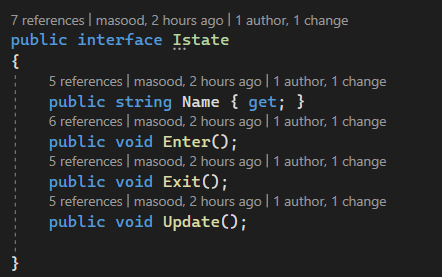 7 references | masood, 2 hours ago | 1 author, 1 change
public interface Istate
{
5 references | masood, 2 hours ago | 1 author, 1 change
public string Name { get; }
6 references | masood, 2 hours ago | 1 author, 1 change
public void Enter();
5 references | masood, 2 hours ago | 1 author, 1 change
public void Exit();
5 references | masood, 2 hours ago | 1 author, 1 change
public void Update();
}